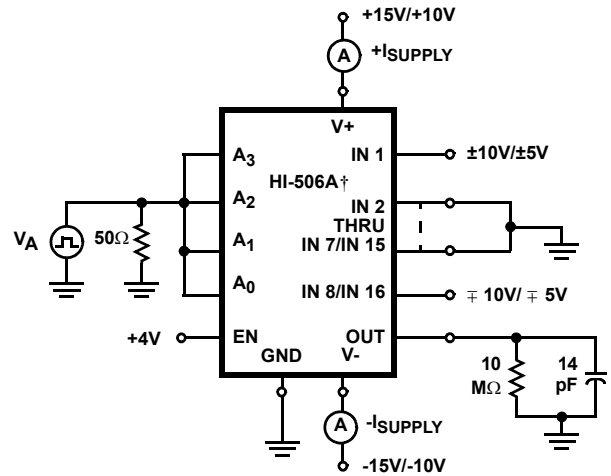 +15V/+10V
A
+ISUPPLY
V+
A3
IN 1
±10V/±5V
HI-506A†
A2
IN 2
THRU
VA
50Ω
A1
IN 7/IN 15
A0
IN 8/IN 16
∓ 10V/ ∓ 5V
+4V
EN
OUT
GND
V-
10
MΩ
14
pF
A
-ISUPPLY
-15V/-10V